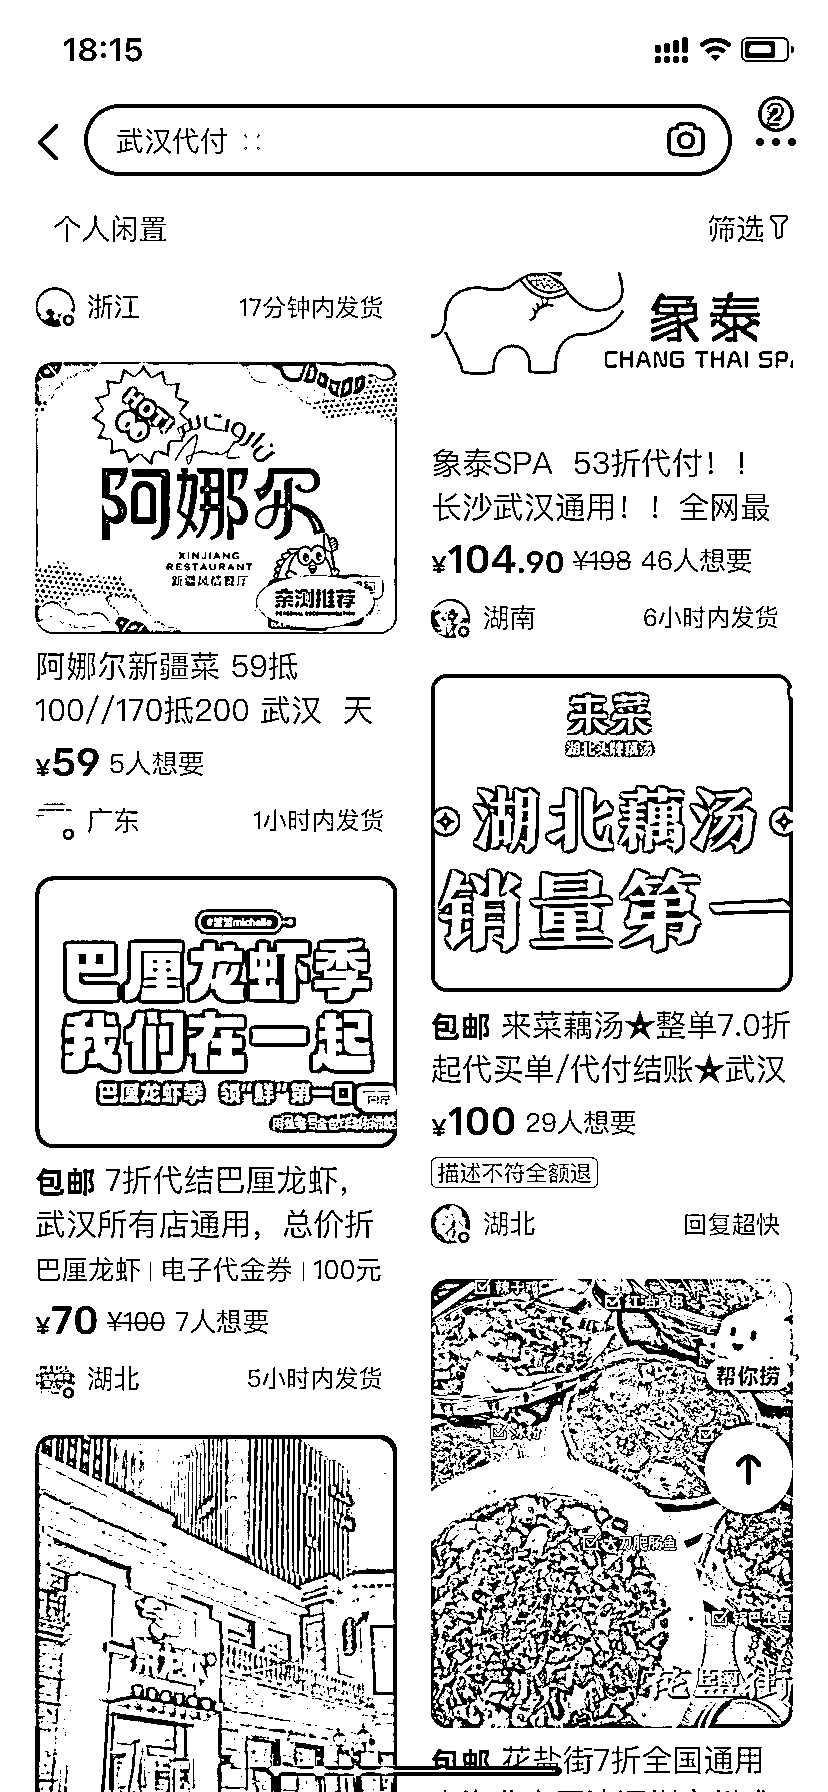 18:15
武汉代付
2
个人闲置
筛选
浙江
17分钟内发货
HOT!
阿娜尔
XINJIANG
RESTAURANT
新疆风情餐厅
亲测推荐
阿娜尔新疆菜 59抵
100//170抵200 武汉 天
¥59 5人想要
广东
1小时内发货
巴厘龙虾季
我们在一起
巴厘龙虾季 领“鲜”第一口
包邮 7折代结巴厘龙虾，
武汉所有店通用，总价折
巴厘龙虾 | 电子代金券 | 100元
¥70 ¥100 7人想要
湖北
5小时内发货
象泰
CHANG THAI SPA
象泰SPA 53折代付！！
长沙武汉通用！！全网最
¥104.90 ¥198 46人想要
湖南
6小时内发货
来菜
湖北头牌藕汤
湖北藕汤
销量第一
包邮 来菜藕汤★整单7.0折
起代买单/代付结账★武汉
¥100 29人想要
描述不符全额退
湖北
回复超快
帮你捞
花盐街
包邮 花盐街7折全国通用